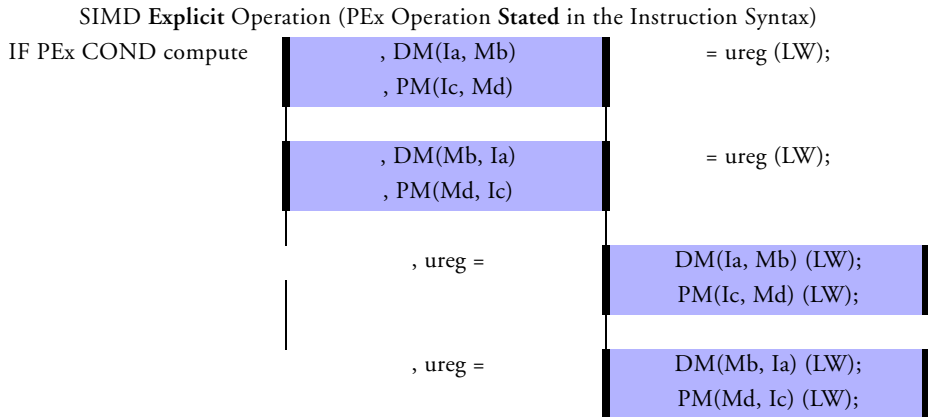 SIMD Explicit Operation (PEx Operation Stated in the Instruction Syntax)
IF PEx COND compute , DM(Ia, Mb) = ureg (LW);
, PM(Ic, Md)
, DM(Mb, Ia) = ureg (LW);
, PM(Md, Ic)
, ureg = DM(Ia, Mb) (LW);
PM(Ic, Md) (LW);
, ureg = DM(Mb, Ia) (LW);
PM(Md, Ic) (LW);